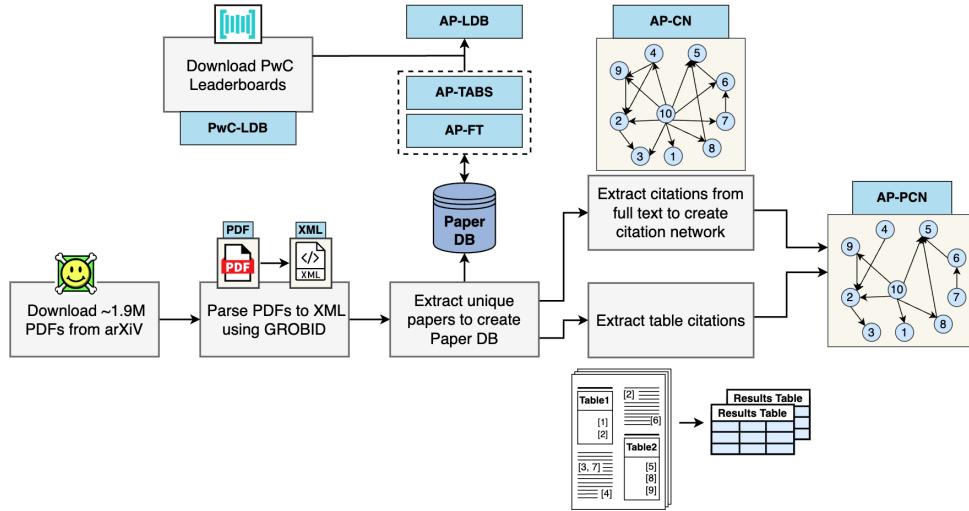 Download PwC
Leaderboards
PwC-LDB
AP-LDB
AP-TABS
AP-FT
Paper
DB
AP-CN
4
5
9
6
10
2
7
3
1
8
Download ~1.9M
PDFs from arXiV
PDF
PDF
XML
XML
Parse PDFs to XML
using GROBID
Extract unique
papers to create
Paper DB
Extract citations from
full text to create
citation network
Extract table citations
AP-PCN
4
5
9
6
10
2
7
3
1
8
Table1
[1]
[2]
[3, 7]
[4]
[2]
[6]
Table2
[5]
[8]
[9]
Results Table
Results Table